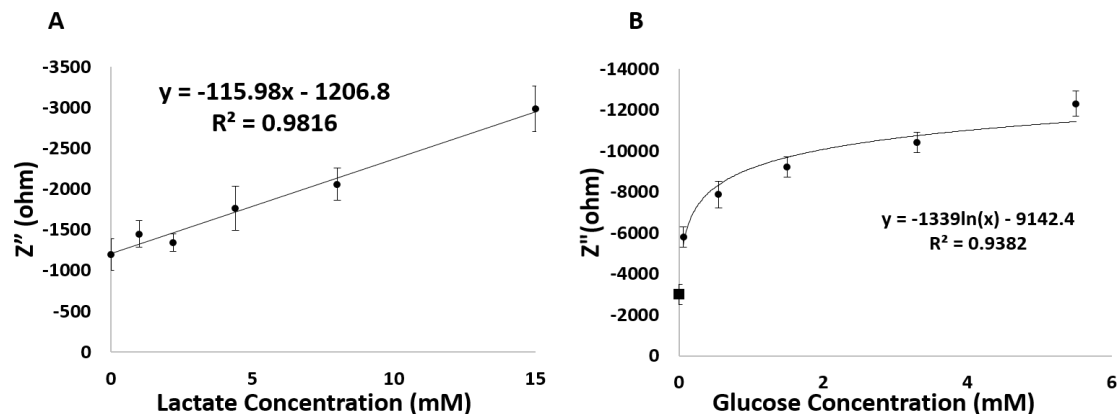 A
-3500
-3000
-2500
-2000
-1500
-1000
-500
0
Z″ (ohm)
y = -115.98x - 1206.8
R² = 0.9816
0 5 10 15
Lactate Concentration (mM)
B
-14000
-12000
-10000
-8000
-6000
-4000
-2000
0
Z"(ohm)
y = -1339ln(x) - 9142.4
R² = 0.9382
0 2 4 6
Glucose Concentration (mM)